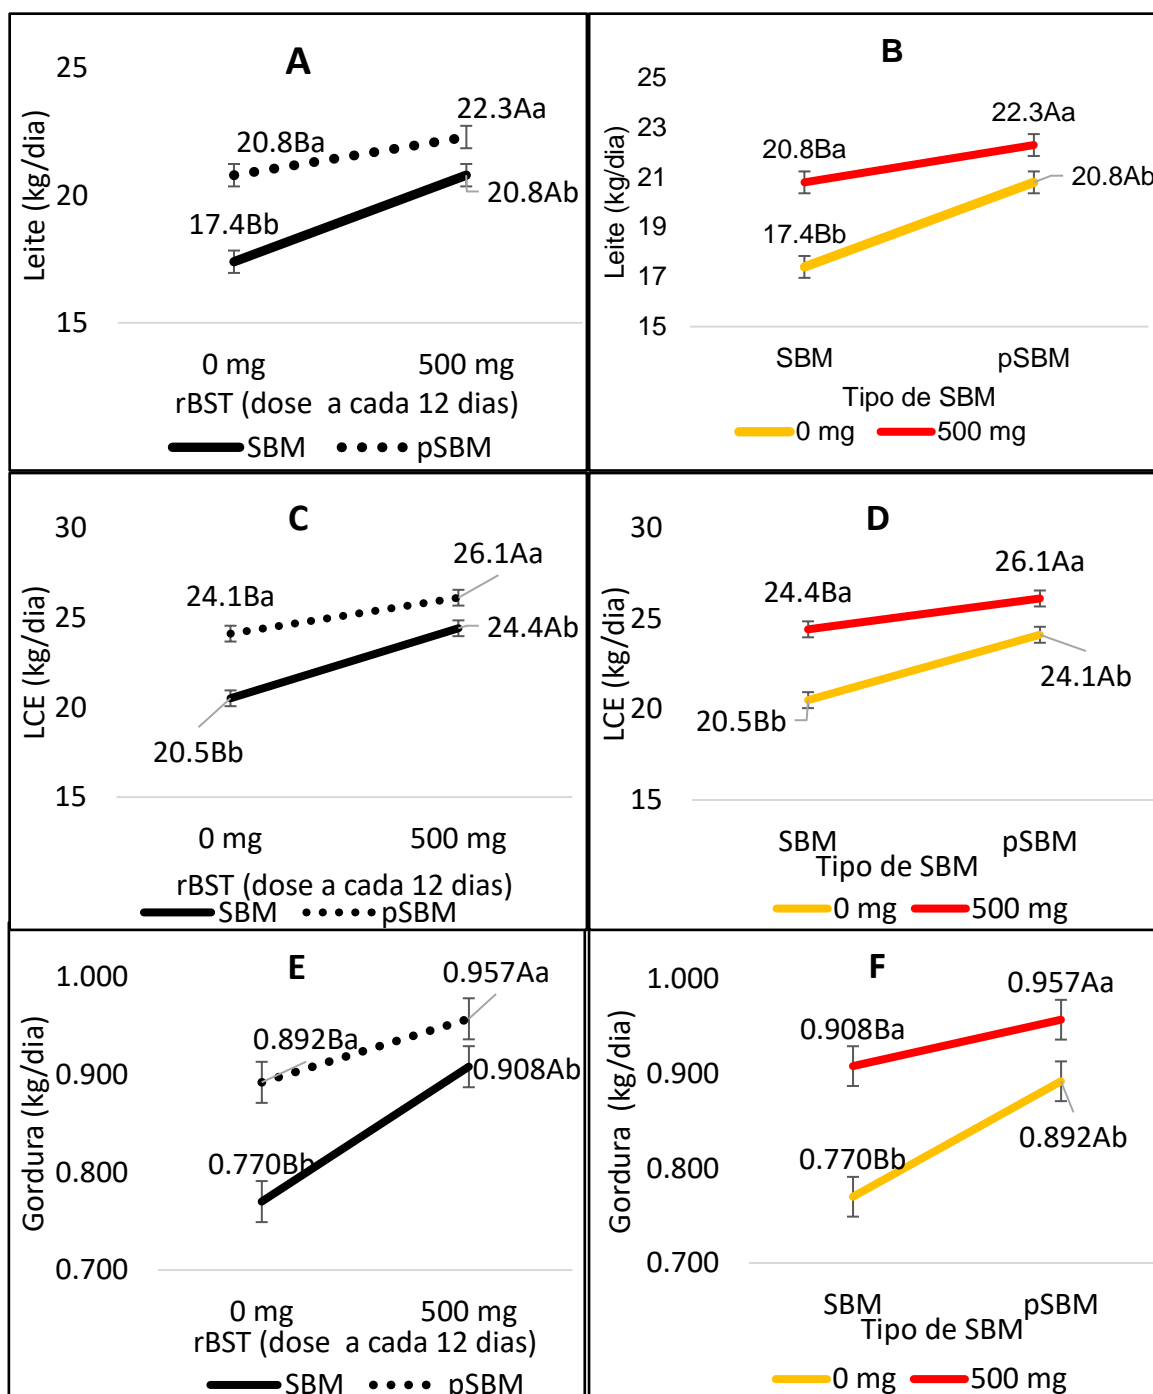 A
25
20
15
Leite (kg/dia)
20.8Ba
22.3Aa
17.4Bb
20.8Ab
0 mg
500 mg
rBST (dose a cada 12 dias)
SBM
pSBM
B
25
23
21
19
17
15
Leite (kg/dia)
20.8Ba
22.3Aa
17.4Bb
20.8Ab
SBM
pSBM
Tipo de SBM
0 mg
500 mg
C
30
25
20
15
LCE (kg/dia)
24.1Ba
26.1Aa
24.4Ab
20.5Bb
0 mg
500 mg
rBST (dose a cada 12 dias)
SBM
pSBM
D
30
25
20
15
LCE (kg/dia)
24.4Ba
26.1Aa
20.5Bb
24.1Ab
SBM
pSBM
Tipo de SBM
0 mg
500 mg
E
1.000
0.900
0.800
0.700
Gordura (kg/dia)
0.892Ba
0.957Aa
0.770Bb
0.908Ab
0 mg
500 mg
rBST (dose a cada 12 dias)
SBM
pSBM
F
1.000
0.900
0.800
0.700
Gordura (kg/dia)
0.908Ba
0.957Aa
0.770Bb
0.892Ab
SBM
pSBM
Tipo de SBM
0 mg
500 mg